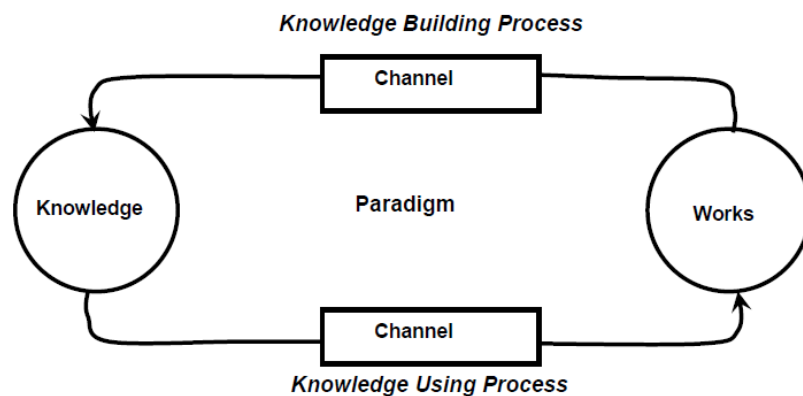 Knowledge Building Process
Channel
Knowledge
Paradigm
Works
Channel
Knowledge Using Process